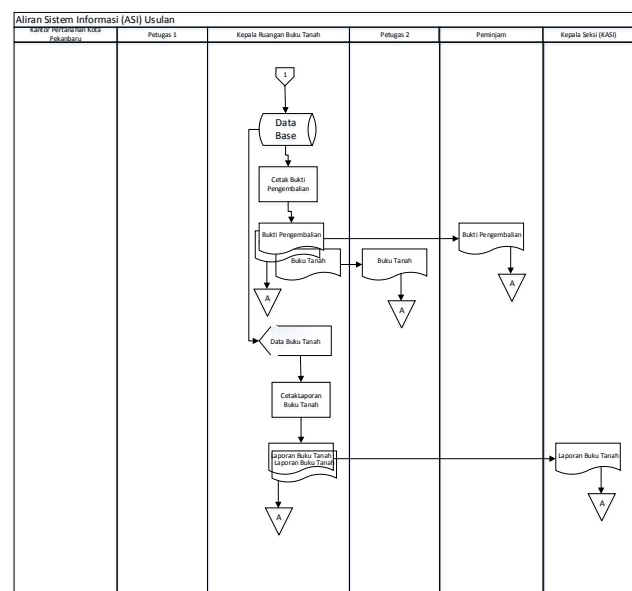 Aliran Sistem Informasi (ASI) Usulan
Kantor Pertanahan Kota
Pekanbaru
Petugas 1
Kepala Ruangan Buku Tanah
Petugas 2
Peminjam
Kepala Seksi (KASI)
1
Data
Base
Cetak Bukti
Pengembalian
Bukti Pengembalian
Bukti Pengembalian
Buku Tanah
Buku Tanah
A
A
A
Data Buku Tanah
CetakLaporan
Buku Tanah
Laporan Buku Tanah
Laporan Buku Tanah
Laporan Buku Tanah
A
A